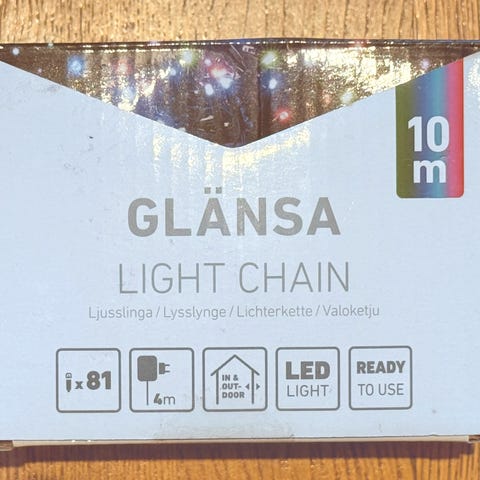 10
m
GLÄNSA
LIGHT CHAIN
Ljusslinga / Lysslynge / Lichterkette / Valoketju
x 81
4m
IN &
OUT-
DOOR
LED
LIGHT
READY
TO USE